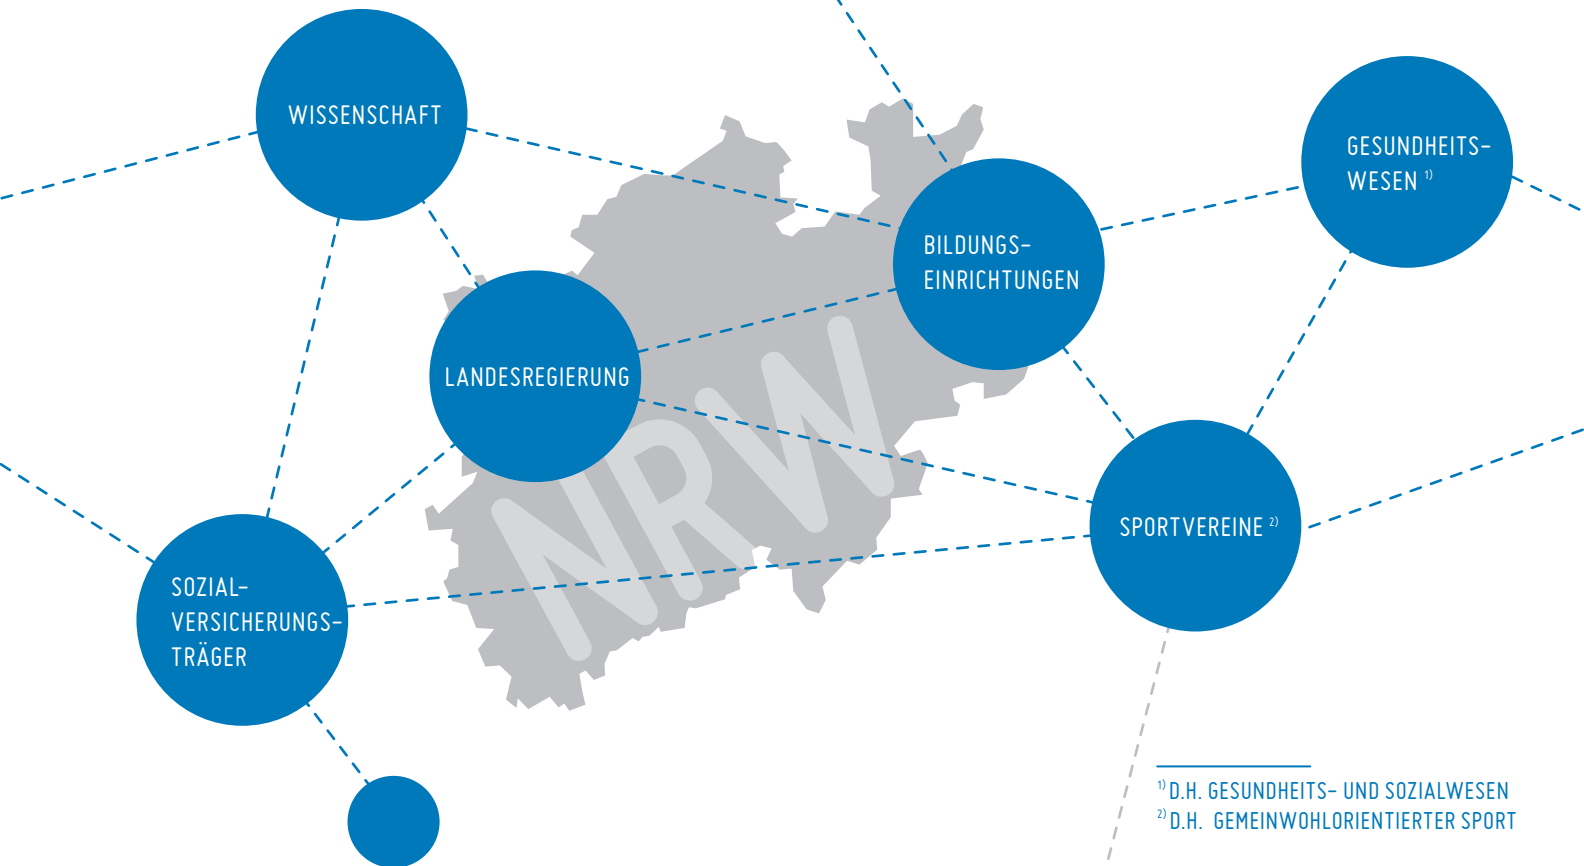 WISSENSCHAFT
GESUNDHEITS-
WESEN ¹⁾
BILDUNGS-
EINRICHTUNGEN
LANDESREGIERUNG
NRW
SPORTVEREINE ²⁾
SOZIAL-
VERSICHERUNGS-
TRÄGER
¹⁾ D.H. GESUNDHEITS- UND SOZIALWESEN
²⁾ D.H. GEMEINWOHLORIENTIERTER SPORT